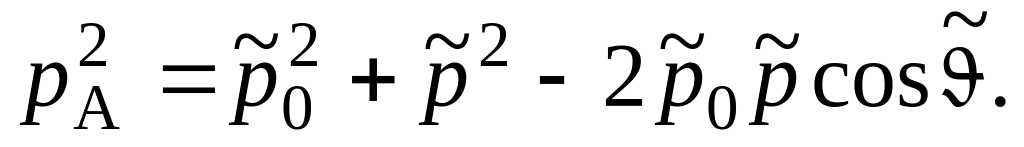 p_A^2 = p̃_0^2 + p̃^2 - 2p̃_0 p̃ cos ϑ̃.